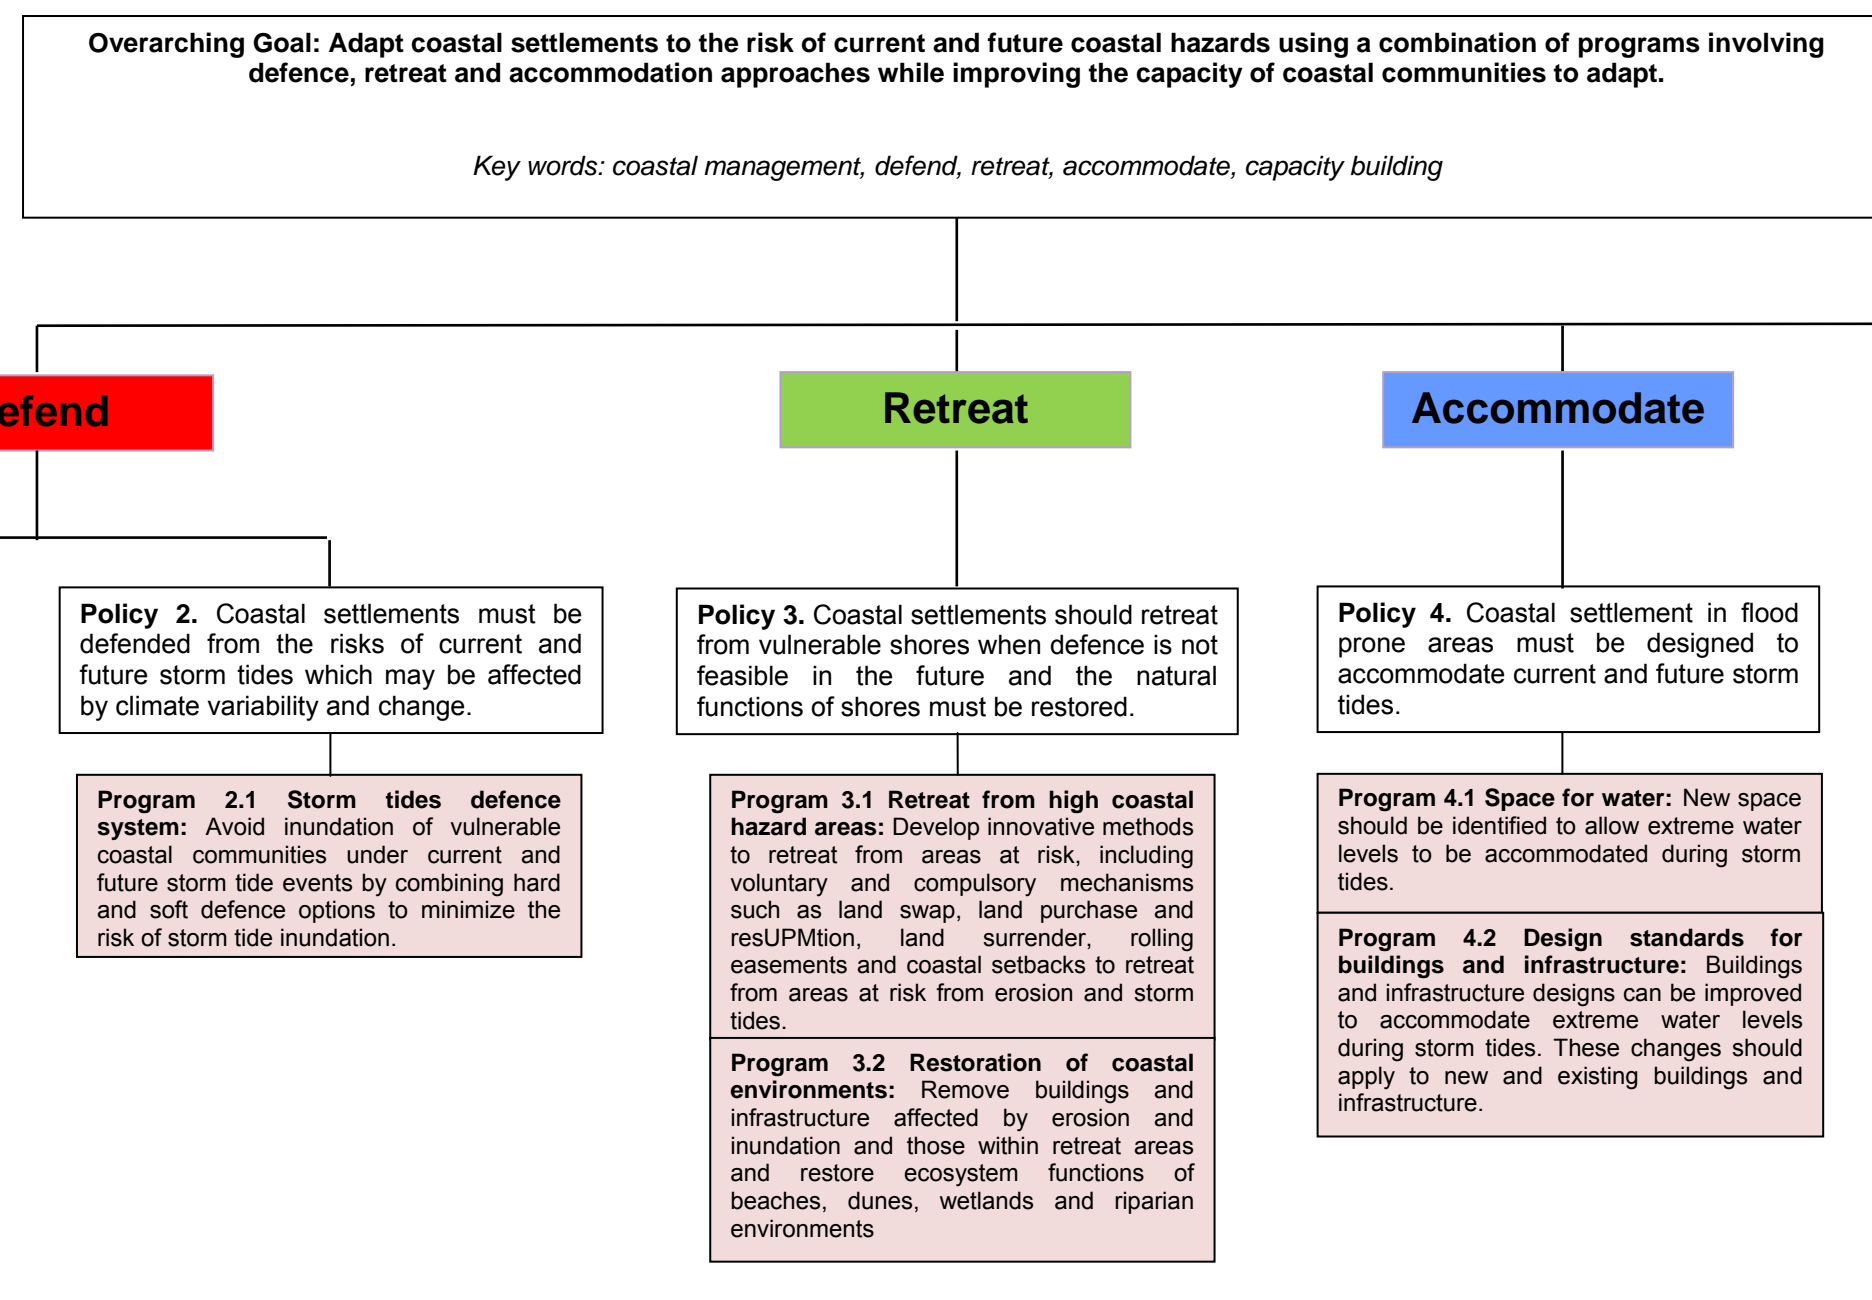 Overarching Goal: Adapt coastal settlements to the risk of current and future coastal hazards using a combination of programs involving
defence, retreat and accommodation approaches while improving the capacity of coastal communities to adapt.
Key words: coastal management, defend, retreat, accommodate, capacity building
efend
Retreat
Accommodate
Policy 2. Coastal settlements must be
defended from the risks of current and
future storm tides which may be affected
by climate variability and change.
Program 2.1 Storm tides defence
system: Avoid inundation of vulnerable
coastal communities under current and
future storm tide events by combining hard
and soft defence options to minimize the
risk of storm tide inundation.
Policy 3. Coastal settlements should retreat
from vulnerable shores when defence is not
feasible in the future and the natural
functions of shores must be restored.
Program 3.1 Retreat from high coastal
hazard areas: Develop innovative methods
to retreat from areas at risk, including
voluntary and compulsory mechanisms
such as land swap, land purchase and
resUPMtion, land surrender, rolling
easements and coastal setbacks to retreat
from areas at risk from erosion and storm
tides.
Program 3.2 Restoration of coastal
environments: Remove buildings and
infrastructure affected by erosion and
inundation and those within retreat areas
and restore ecosystem functions of
beaches, dunes, wetlands and riparian
environments
Policy 4. Coastal settlement in flood
prone areas must be designed to
accommodate current and future storm
tides.
Program 4.1 Space for water: New space
should be identified to allow extreme water
levels to be accommodated during storm
tides.
Program 4.2 Design standards for
buildings and infrastructure: Buildings
and infrastructure designs can be improved
to accommodate extreme water levels
during storm tides. These changes should
apply to new and existing buildings and
infrastructure.